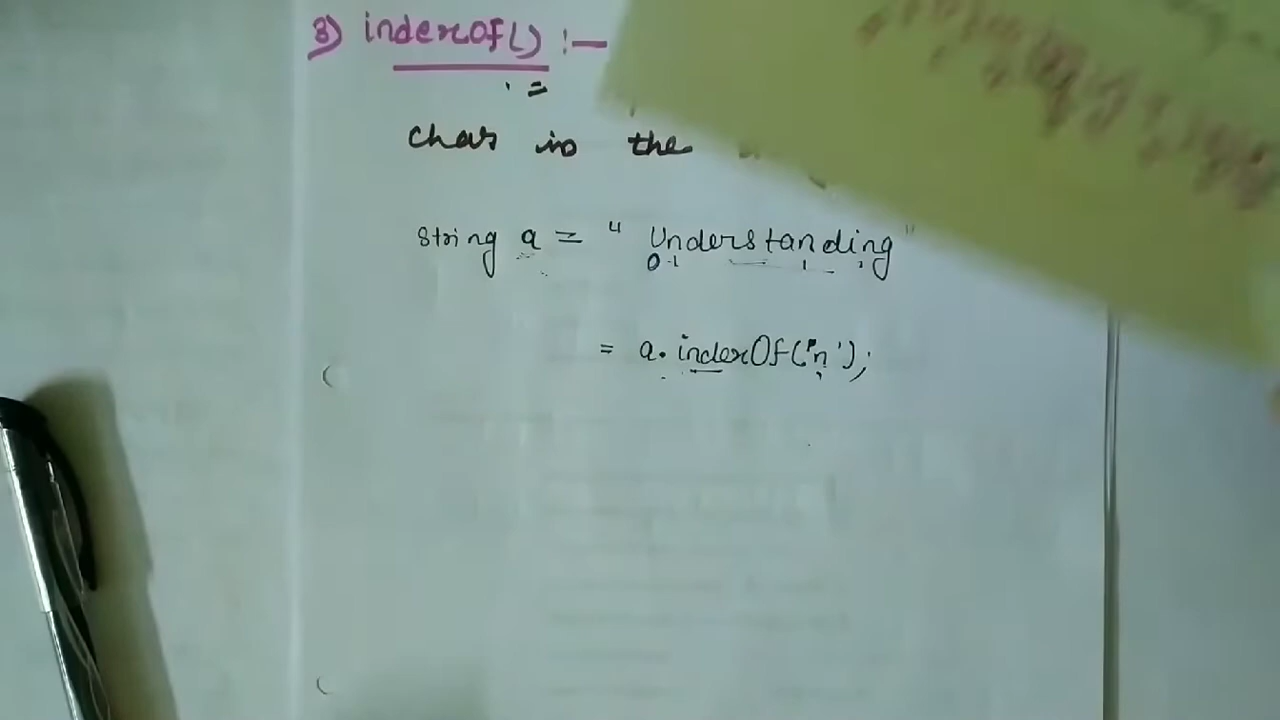 3) indexOf() :-
char in the
String a = " Understanding "
0 1
= a. indexOf('n');